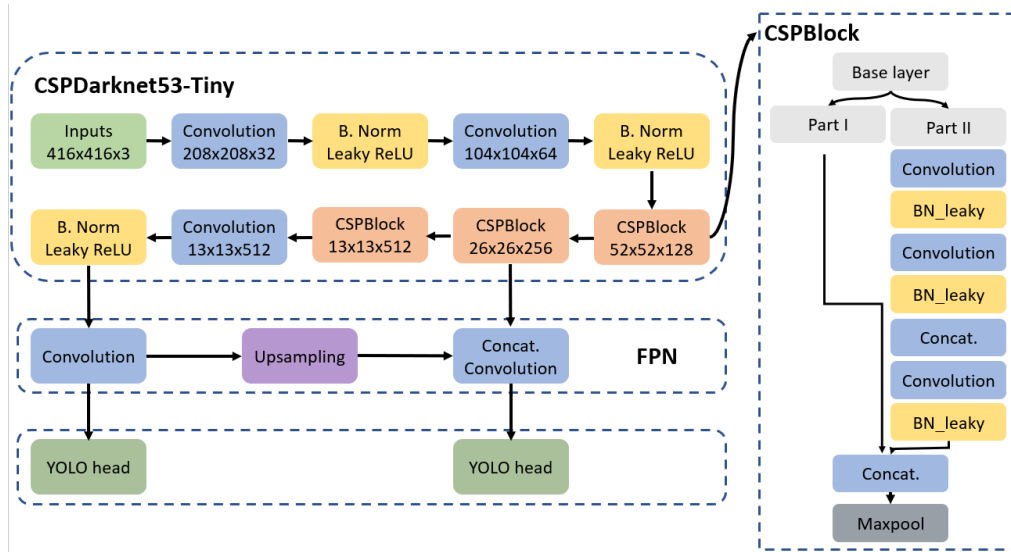 CSPDarknet53-Tiny
Inputs
416x416x3
Convolution
208x208x32
B. Norm
Leaky ReLU
Convolution
104x104x64
B. Norm
Leaky ReLU
B. Norm
Leaky ReLU
Convolution
13x13x512
CSPBlock
13x13x512
CSPBlock
26x26x256
CSPBlock
52x52x128
Convolution
Upsampling
Concat.
Convolution
FPN
YOLO head
YOLO head
CSPBlock
Base layer
Part I
Part II
Convolution
BN_leaky
Convolution
BN_leaky
Concat.
Convolution
BN_leaky
Concat.
Maxpool